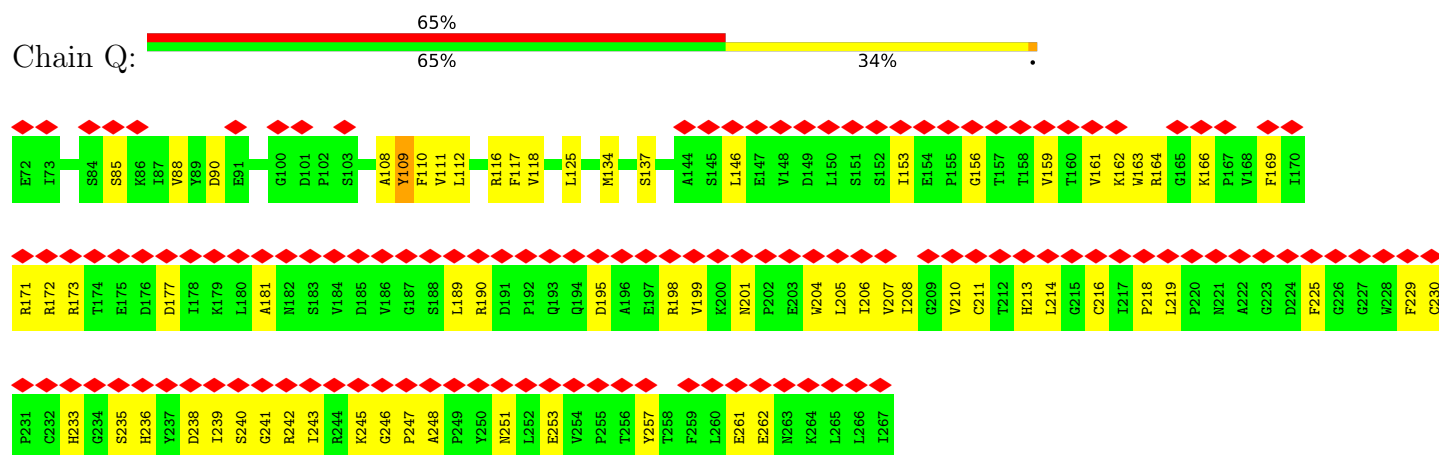 65%
Chain Q:
65% 34% •
E72 I73 S84 S85 K86 I87 V88 Y89 D90 E91 G100 D101 P102 S103 A108 Y109 F110 V111 L112 R116 F117 V118 L125 M134 S137 A144 S145 L146 E147 V148 D149 L150 S151 S152 I153 E154 P155 G156 T157 T158 V159 T160 V161 K162 W163 R164 G165 K166 P167 V168 F169 I170
R171 R172 R173 T174 E175 D176 D177 I178 K179 L180 A181 N182 S183 V184 D185 V186 G187 S188 L189 R190 D191 P192 Q193 Q194 D195 A196 E197 R198 V199 K200 N201 P202 E203 W204 L205 I206 V207 I208 G209 V210 C211 T212 H213 L214 G215 C216 I217 P218 L219 P220 N221 A222 G223 D224 F225 G226 G227 W228 F229 C230
P231 C232 H233 G234 S235 H236 Y237 D238 I239 S240 G241 R242 I243 R244 K245 G246 P247 A248 P249 Y250 N251 L252 E253 V254 P255 T256 Y257 T258 F259 L260 E261 E262 N263 K264 L265 L266 I267